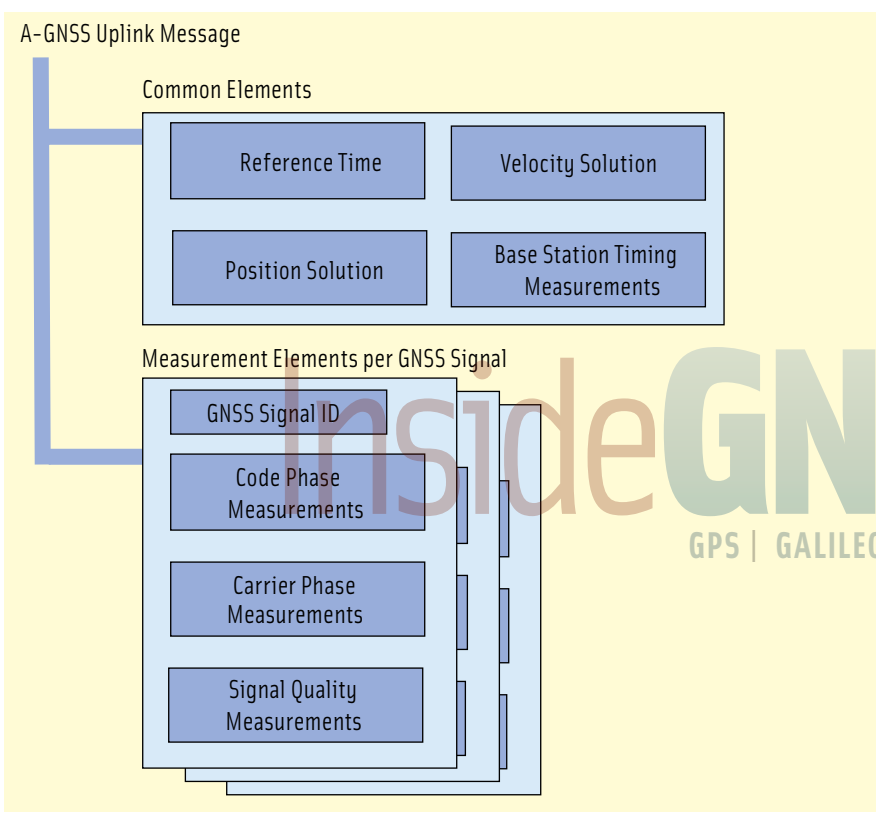 A-GNSS Uplink Message
Common Elements
Reference Time
Velocity Solution
Position Solution
Base Station Timing
Measurements
Measurement Elements per GNSS Signal
GNSS Signal ID
Code Phase
Measurements
Carrier Phase
Measurements
Signal Quality
Measurements
InsideGN
GPS | GALILEO